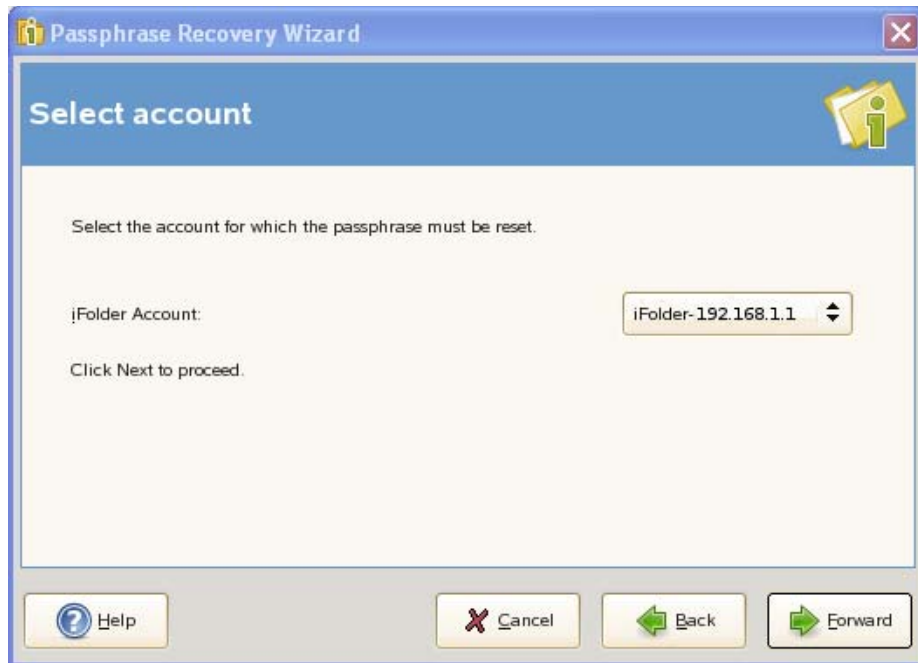 Passphrase Recovery Wizard
Select account
Select the account for which the passphrase must be reset.
iFolder Account:
iFolder-192.168.1.1
Click Next to proceed.
Help
Cancel
Back
Forward